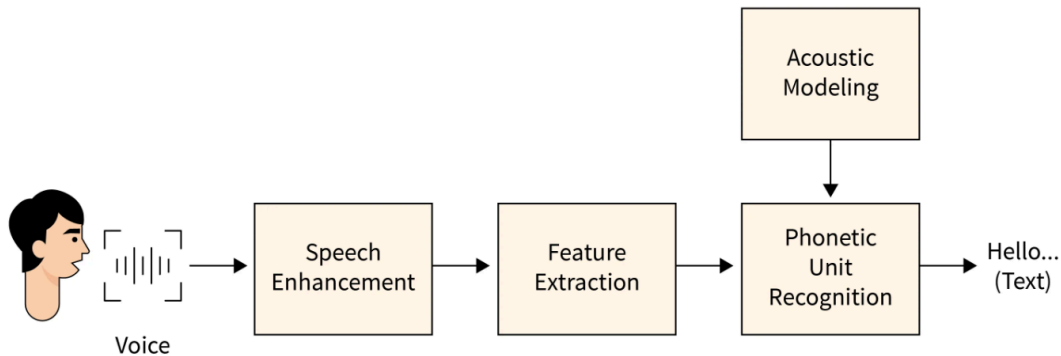 Acoustic
Modeling
Voice
Speech
Enhancement
Feature
Extraction
Phonetic
Unit
Recognition
Hello...
(Text)